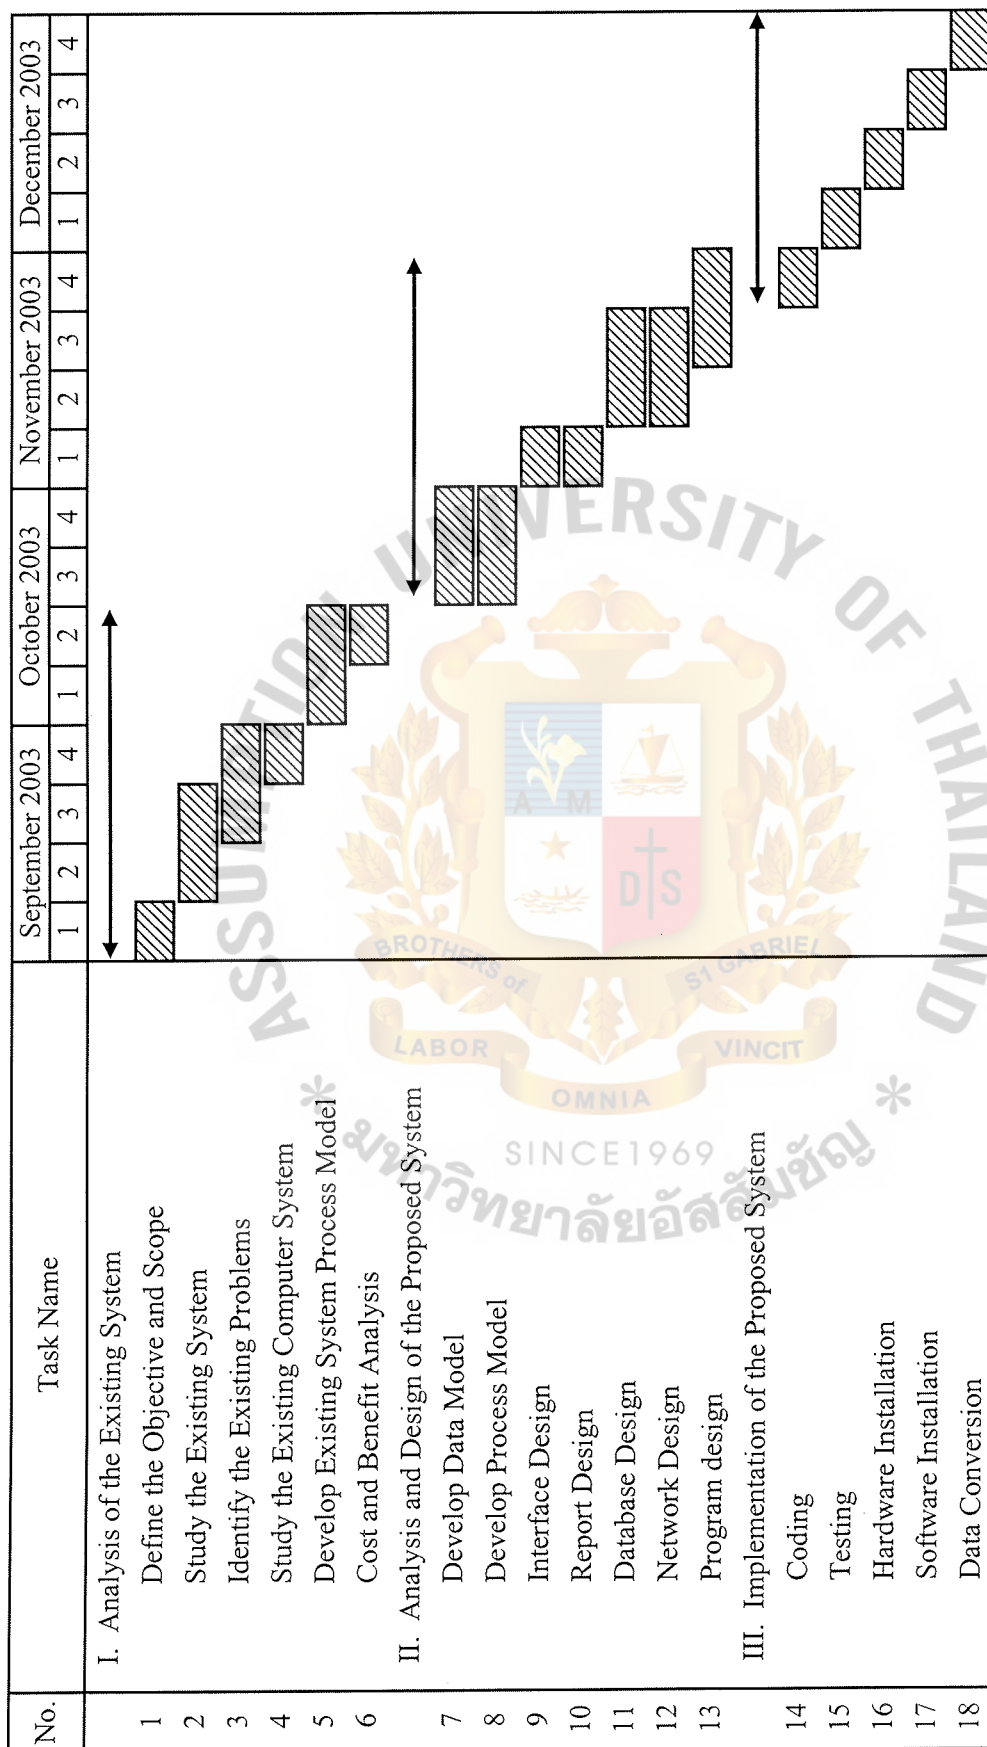 No. Task Name September 2003 October 2003 November 2003 December 2003
1 2 3 4 1 2 3 4 1 2 3 4 1 2 3 4
I. Analysis of the Existing System
1 Define the Objective and Scope
2 Study the Existing System
3 Identify the Existing Problems
4 Study the Existing Computer System
5 Develop Existing System Process Model
6 Cost and Benefit Analysis
II. Analysis and Design of the Proposed System
7 Develop Data Model
8 Develop Process Model
9 Interface Design
10 Report Design
11 Database Design
12 Network Design
13 Program design
III. Implementation of the Proposed System
14 Coding
15 Testing
16 Hardware Installation
17 Software Installation
18 Data Conversion
ASSUMPTION UNIVERSITY OF THAILAND
A M
D S
BROTHERS of S1 GABRIEL
LABOR
OMNIA
VINCIT
SINCE1969
* มหาวิทยาลัยอัสสัมชัญ *